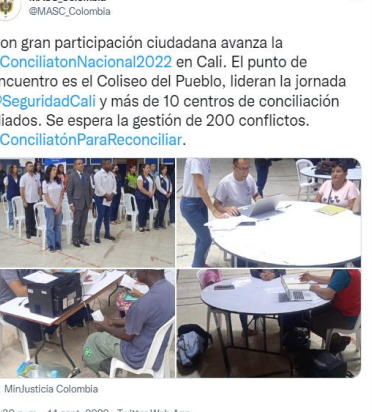 @MASC_Colombia
on gran participación ciudadana avanza la
ConciliatonNacional2022 en Cali. El punto de
ncuentro es el Coliseo del Pueblo, lideran la jornada
@SeguridadCali y más de 10 centros de conciliación
liados. Se espera la gestión de 200 conflictos.
ConciliatónParaReconciliar.
MinJusticia Colombia